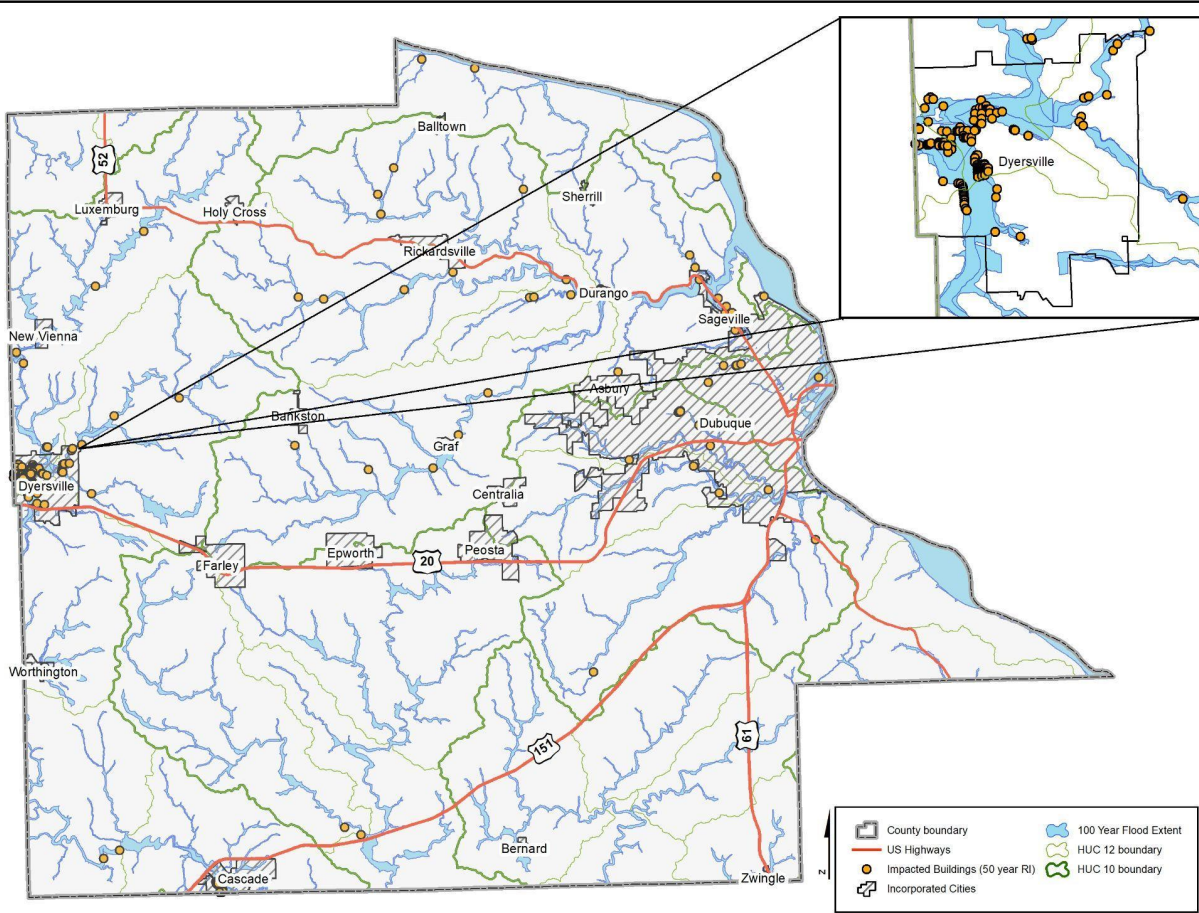 Balltown
52
Luxemburg
Holy Cross
Sherrill
Dyersville
Rickardsville
Durango
New Vienna
Sageville
Asbury
Bankston
Dubuque
Graf
Dyersville
Centralia
Epworth
Peosta
Farley
20
Worthington
151
61
Bernard
Cascade
Zwingle
N
County boundary
US Highways
Impacted Buildings (50 year RI)
Incorporated Cities
100 Year Flood Extent
HUC 12 boundary
HUC 10 boundary